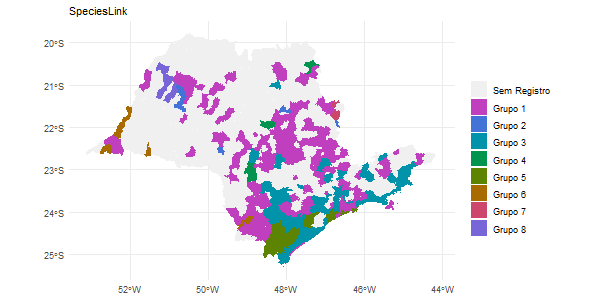 SpeciesLink
20°S
21°S
22°S
23°S
24°S
25°S
52°W
50°W
48°W
46°W
44°W
Sem Registro
Grupo 1
Grupo 2
Grupo 3
Grupo 4
Grupo 5
Grupo 6
Grupo 7
Grupo 8